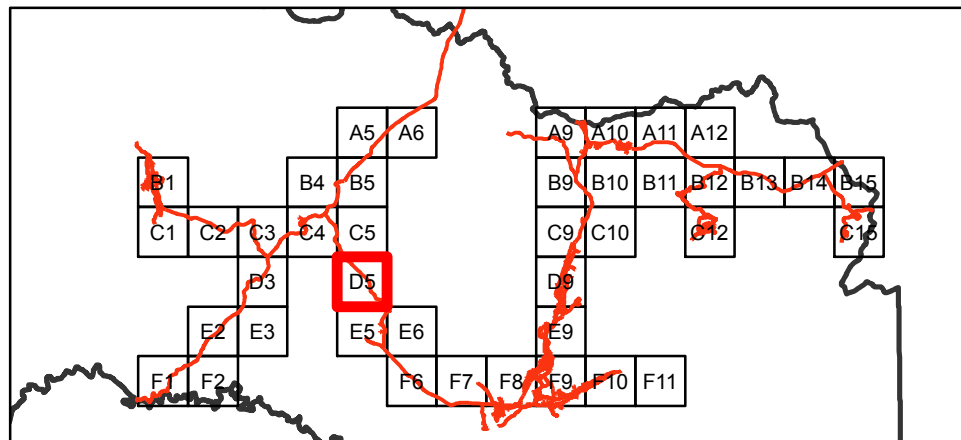 A5 A6 A9 A10 A11 A12
B1 B4 B5 B9 B10 B11 B12 B13 B14 B15
C1 C2 C3 C4 C5 C9 C10 C12 C15
D3 D5 D9
E2 E3 E5 E6 E9
F1 F2 F6 F7 F8 F9 F10 F11